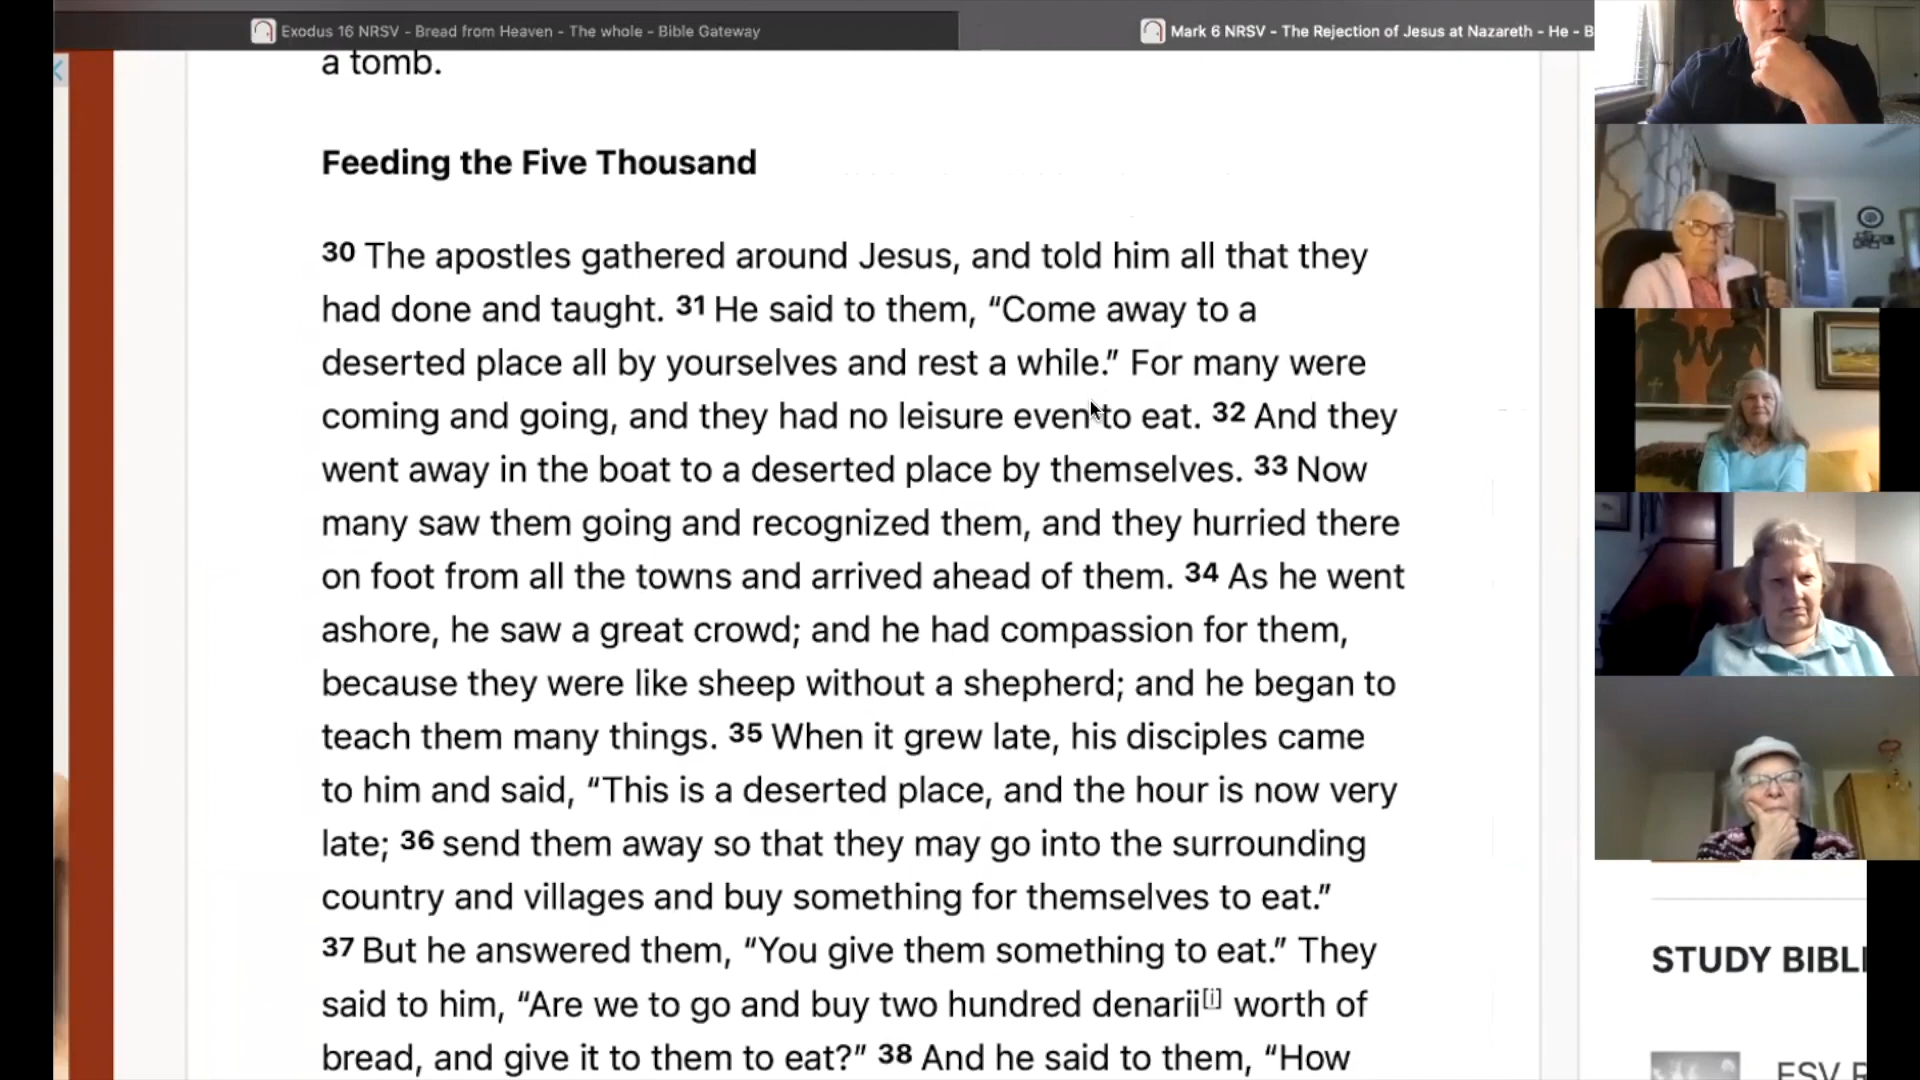 Exodus 16 NRSV - Bread from Heaven - The whole - Bible Gateway
Mark 6 NRSV - The Rejection of Jesus at Nazareth - He - B
a tomb.
Feeding the Five Thousand
30 The apostles gathered around Jesus, and told him all that they
had done and taught. 31 He said to them, “Come away to a
deserted place all by yourselves and rest a while.” For many were
coming and going, and they had no leisure even to eat. 32 And they
went away in the boat to a deserted place by themselves. 33 Now
many saw them going and recognized them, and they hurried there
on foot from all the towns and arrived ahead of them. 34 As he went
ashore, he saw a great crowd; and he had compassion for them,
because they were like sheep without a shepherd; and he began to
teach them many things. 35 When it grew late, his disciples came
to him and said, “This is a deserted place, and the hour is now very
late; 36 send them away so that they may go into the surrounding
country and villages and buy something for themselves to eat.”
37 But he answered them, “You give them something to eat.” They
said to him, “Are we to go and buy two hundred denarii[i] worth of
bread, and give it to them to eat?” 38 And he said to them, “How
STUDY BIBL
ESV R